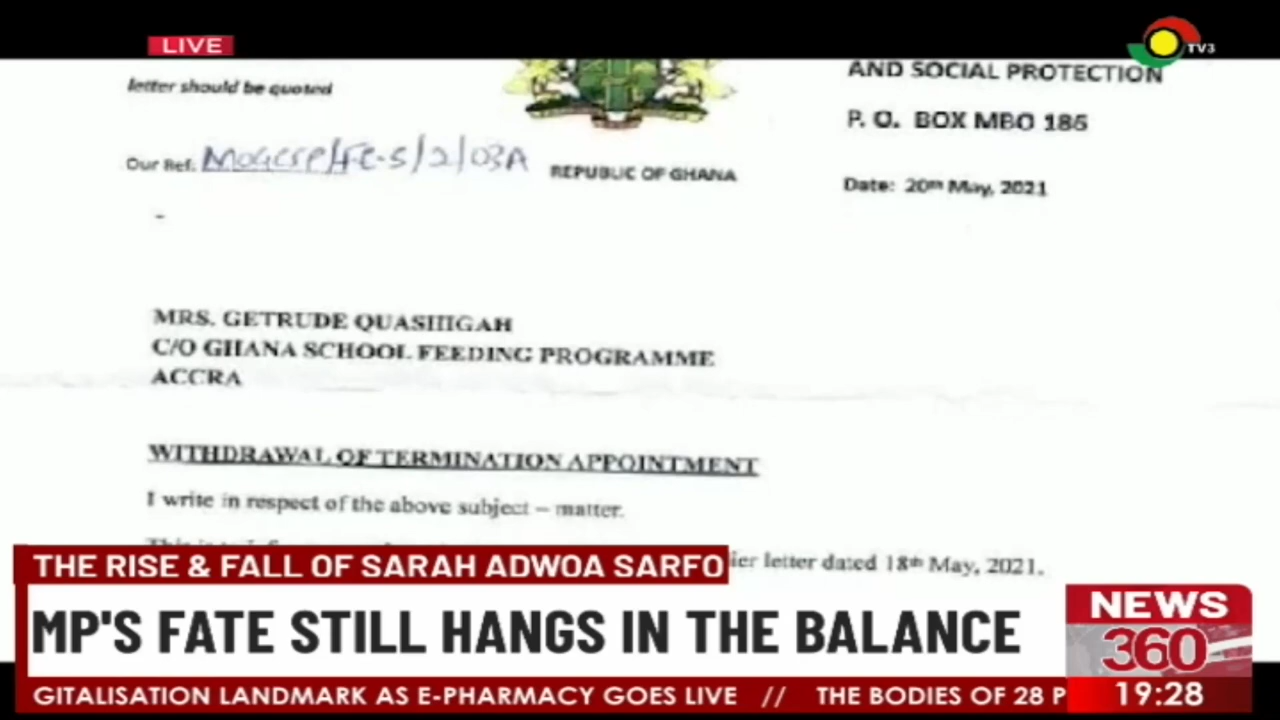 LIVE
TV3
letter should be quoted
AND SOCIAL PROTECTION
P. O. BOX MBO 186
Our Ref. MOGCSP/FC-S/2/03A
REPUBLIC OF GHANA
Date: 20th May, 2021
MRS. GETRUDE QUASHIGAH
C/O GHANA SCHOOL FEEDING PROGRAMME
ACCRA
WITHDRAWAL OF TERMINATION APPOINTMENT
I write in respect of the above subject – matter.
ier letter dated 18th May, 2021.
THE RISE & FALL OF SARAH ADWOA SARFO
MP'S FATE STILL HANGS IN THE BALANCE
NEWS
360
GITALISATION LANDMARK AS E-PHARMACY GOES LIVE // THE BODIES OF 28 P
19:28